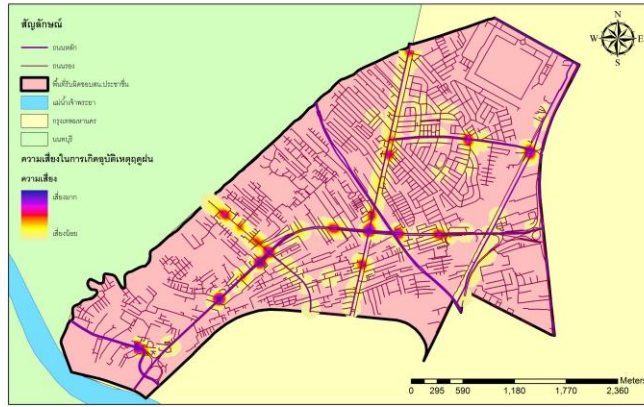 สัญลักษณ์
ถนนหลัก
ถนนรอง
พื้นที่รับผิดชอบสน.ประชาชื่น
แม่น้ำเจ้าพระยา
กรุงเทพมหานคร
นนทบุรี
ความเสี่ยงในการเกิดอุบัติเหตุฤดูฝน
ความเสี่ยง
เสี่ยงมาก
เสี่ยงน้อย
N
W E
S
Meters
0 295 590 1,180 1,770 2,360